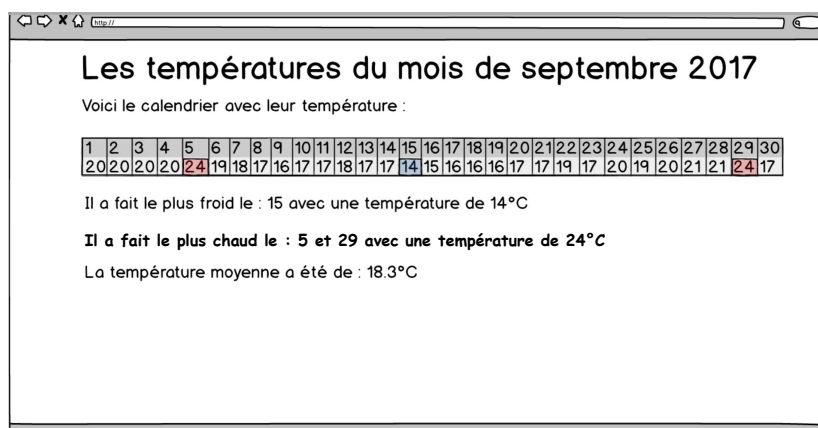 http://
Les températures du mois de septembre 2017
Voici le calendrier avec leur température :
1 2 3 4 5 6 7 8 9 10 11 12 13 14 15 16 17 18 19 20 21 22 23 24 25 26 27 28 29 30
20 20 20 20 24 19 18 17 16 17 17 18 17 17 14 15 16 16 16 17 17 19 17 20 19 20 21 21 24 17
Il a fait le plus froid le : 15 avec une température de 14°C
Il a fait le plus chaud le : 5 et 29 avec une température de 24°C
La température moyenne a été de : 18.3°C